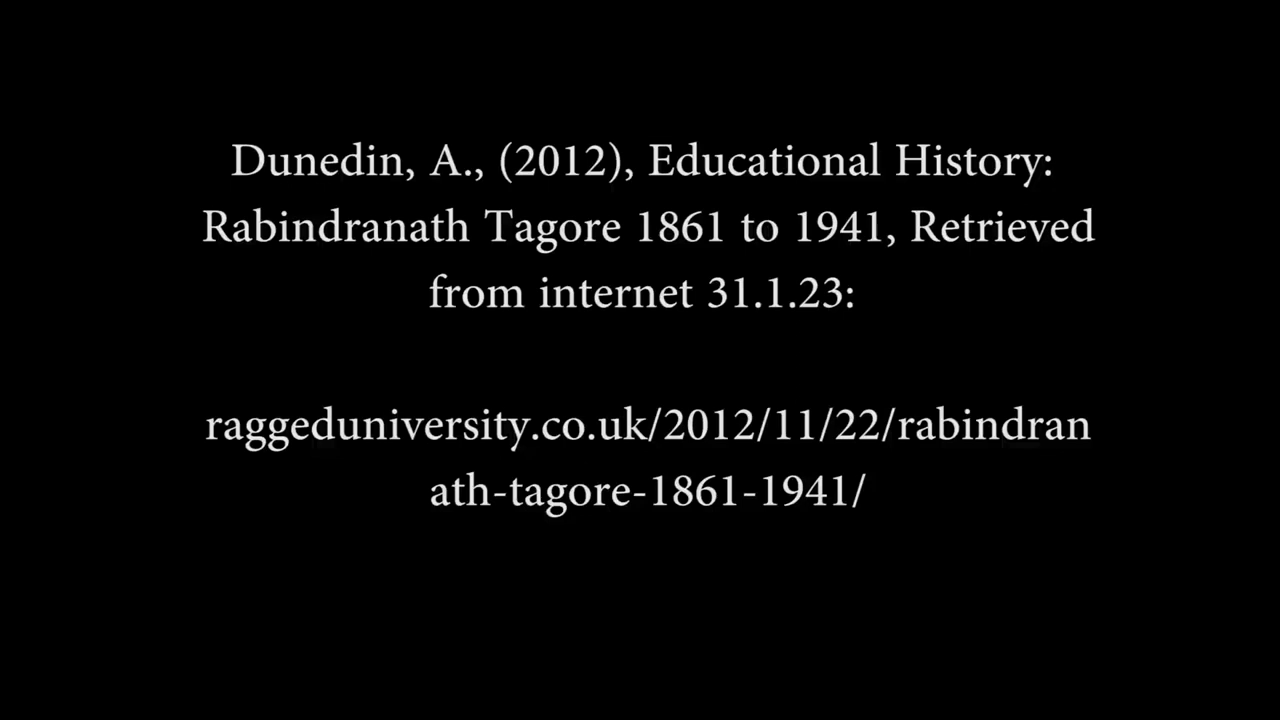 Dunedin, A., (2012), Educational History:
Rabindranath Tagore 1861 to 1941, Retrieved
from internet 31.1.23:
raggeduniversity.co.uk/2012/11/22/rabindran
ath-tagore-1861-1941/